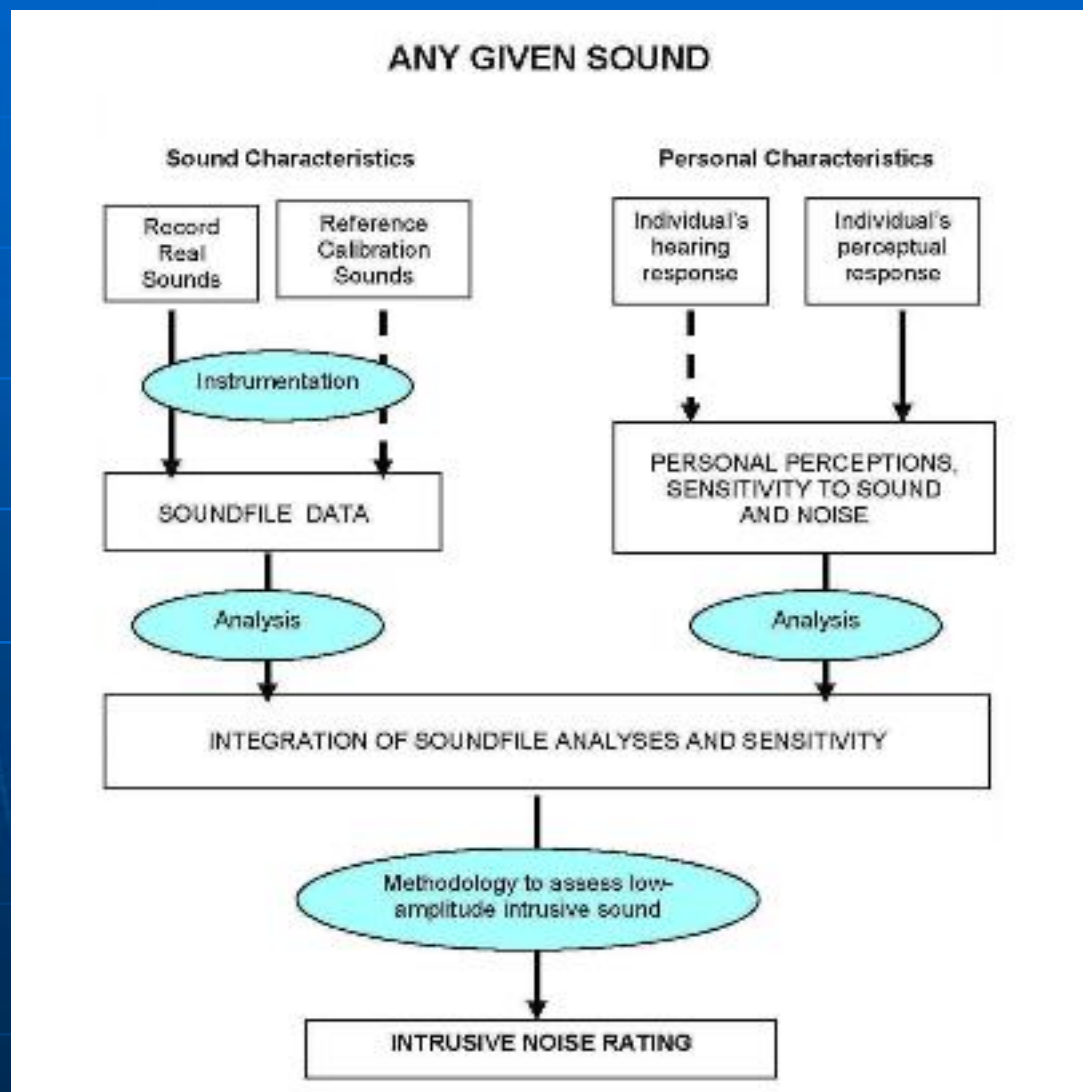 ANY GIVEN SOUND
Sound Characteristics
Record
Real
Sounds
Reference
Calibration
Sounds
Instrumentation
SOUNDFILE DATA
Analysis
Personal Characteristics
Individual's
hearing
response
Individual's
perceptual
response
PERSONAL PERCEPTIONS,
SENSITIVITY TO SOUND
AND NOISE
Analysis
INTEGRATION OF SOUNDFILE ANALYSES AND SENSITIVITY
Methodology to assess low-
amplitude intrusive sound
INTRUSIVE NOISE RATING